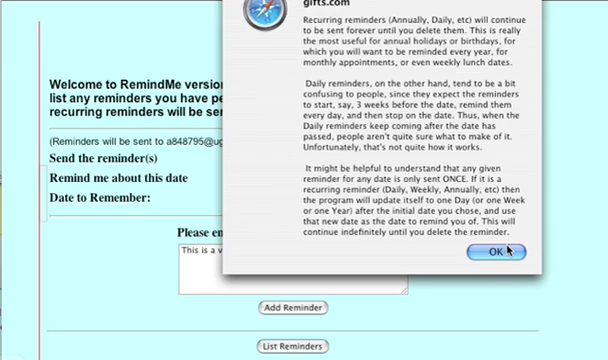 gifts.com
Recurring reminders (Annually, Daily, etc) will continue
to be sent forever until you delete them. This is really
the most useful for annual holidays or birthdays, for
which you will want to be reminded every year, for
monthly appointments, or even weekly lunch dates.
Daily reminders, on the other hand, tend to be a bit
confusing to people, since they expect the reminders
to start, say, 3 weeks before the date, remind them
every day, and then stop on the date. Thus, when the
Daily reminders keep coming after the date has
passed, people aren't quite sure what to make of it.
Unfortunately, that's not quite how it works.
It might be helpful to understand that any given
reminder for any date is only sent ONCE. If it is a
recurring reminder (Daily, Weekly, Annually, etc) then
the program will update itself to one Day (or one Week
or one Year) after the initial date you chose, and use
that new date as the date to remind you of. This will
continue indefinitely until you delete the reminder.
OK
Welcome to RemindMe versio
list any reminders you have pe
recurring reminders will be se
(Reminders will be sent to a848795@ug
Send the reminder(s)
Remind me about this date
Date to Remember:
Please en
This is a v
Add Reminder
List Reminders